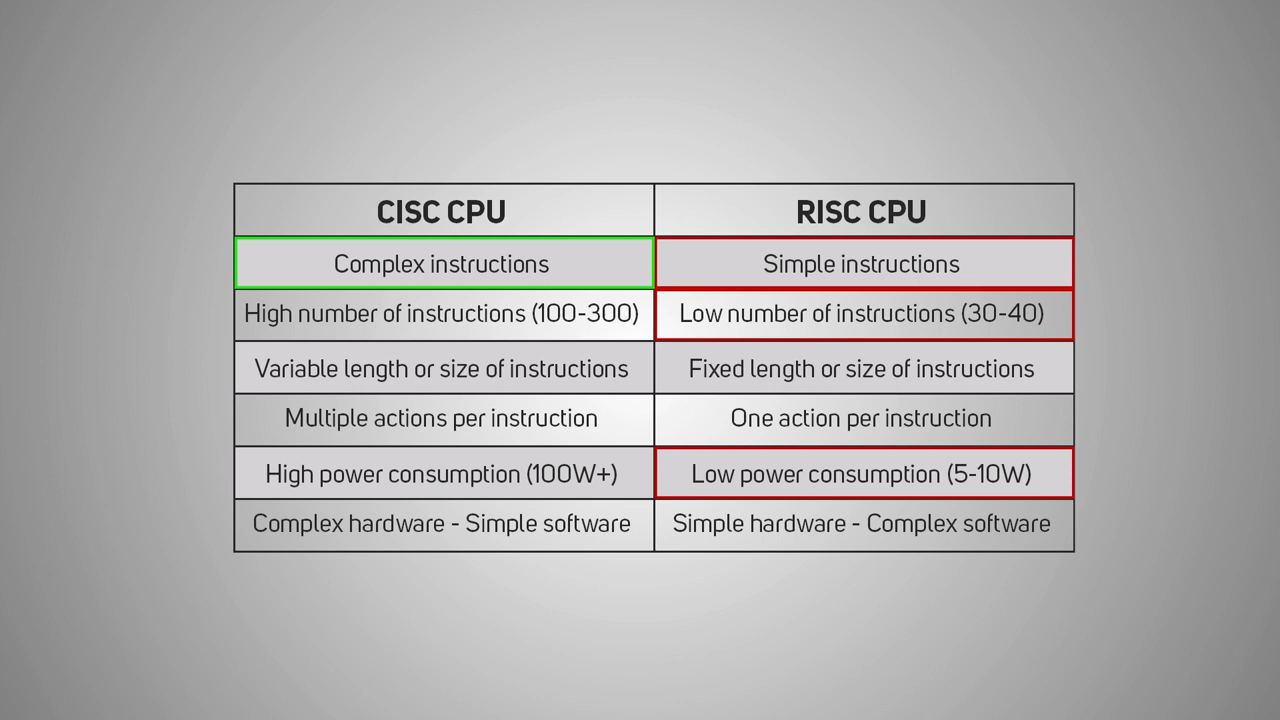 CISC CPU
RISC CPU
Complex instructions
Simple instructions
High number of instructions (100-300)
Low number of instructions (30-40)
Variable length or size of instructions
Fixed length or size of instructions
Multiple actions per instruction
One action per instruction
High power consumption (100W+)
Low power consumption (5-10W)
Complex hardware - Simple software
Simple hardware - Complex software